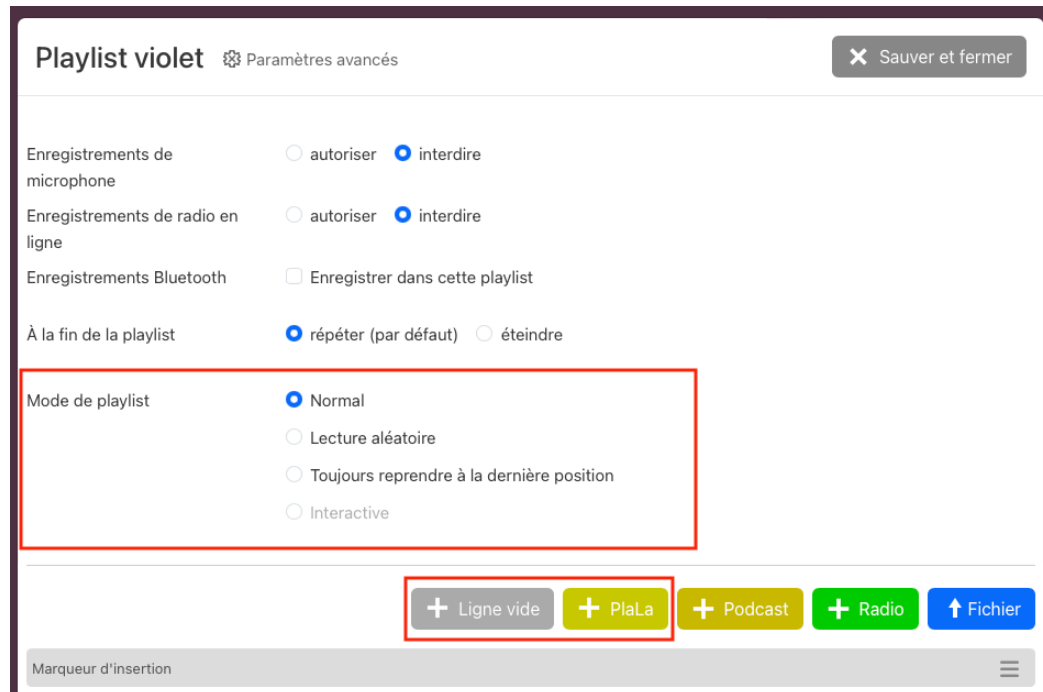 Playlist violet Paramètres avancés Sauver et fermer
Enregistrements de autoriser interdire
microphone
Enregistrements de radio en autoriser interdire
ligne
Enregistrements Bluetooth Enregistrer dans cette playlist
À la fin de la playlist répéter (par défaut) éteindre
Mode de playlist Normal
Lecture aléatoire
Toujours reprendre à la dernière position
Interactive
Ligne vide PlaLa Podcast Radio Fichier
Marqueur d'insertion